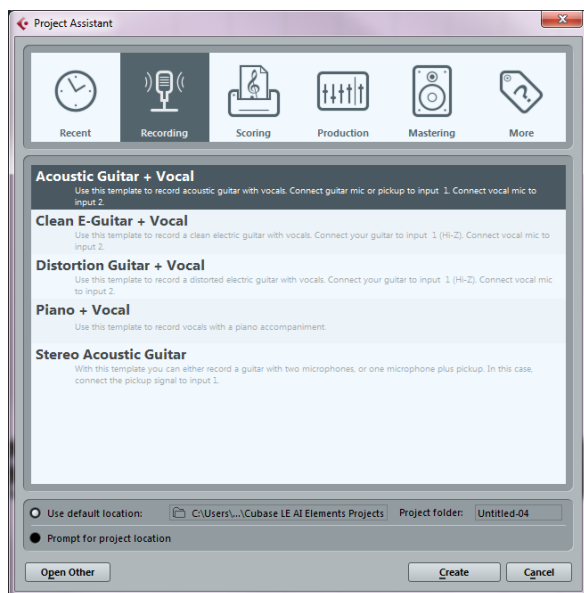 Project Assistant
Recent
Recording
Scoring
Production
Mastering
More
Acoustic Guitar + Vocal
Use this template to record acoustic guitar with vocals. Connect guitar mic or pickup to input 1. Connect vocal mic to
input 2.
Clean E-Guitar + Vocal
Use this template to record a clean electric guitar with vocals. Connect your guitar to input 1 (Hi-Z). Connect vocal mic to
input 2.
Distortion Guitar + Vocal
Use this template to record a distorted electric guitar with vocals. Connect your guitar to input 1 (Hi-Z). Connect vocal mic
to input 2.
Piano + Vocal
Use this template to record vocals with a piano accompaniment.
Stereo Acoustic Guitar
With this template you can either record a guitar with two microphones, or one microphone plus pickup. In this case,
connect the pickup signal to input 1.
Use default location: C:\Users\...\Cubase LE AI Elements Projects Project folder: Untitled-04
Prompt for project location
Open Other Create Cancel